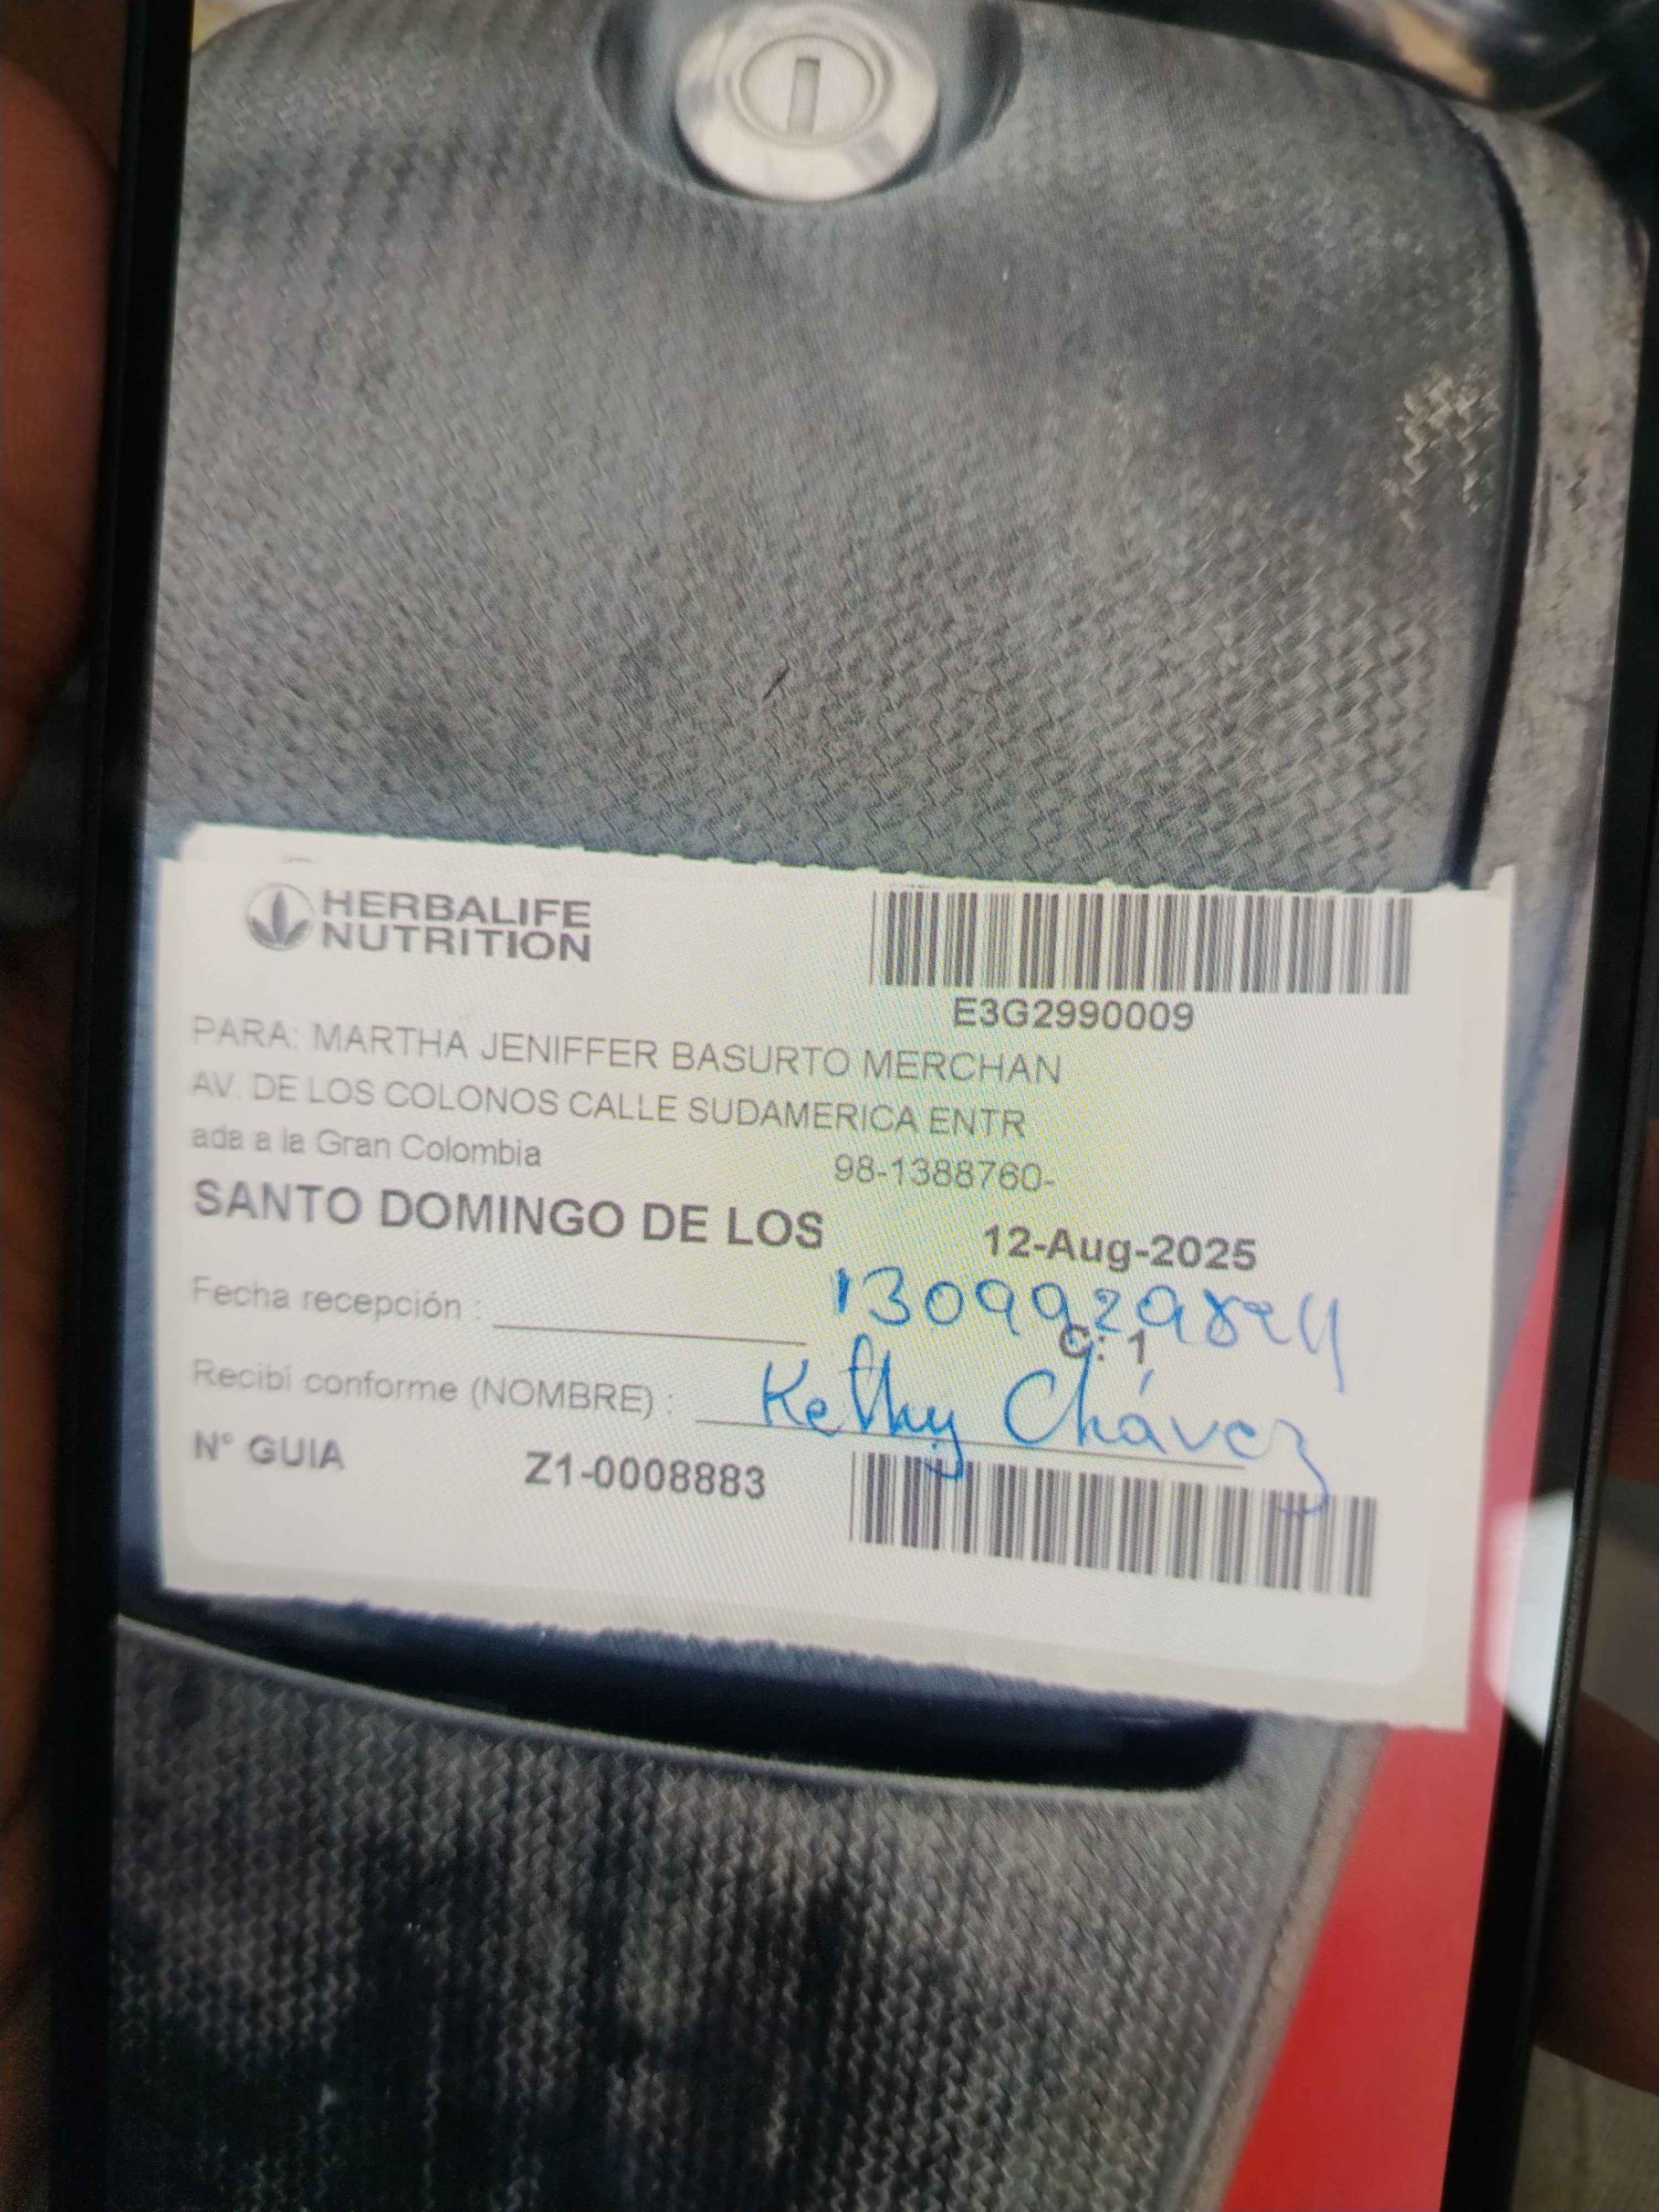 HERBALIFE
NUTRITION
E3G2990009
PARA: MARTHA JENIFFER BASURTO MERCHAN
AV. DE LOS COLONOS CALLE SUDAMERICA ENTR
ada a la Gran Colombia 98-1388760-
SANTO DOMINGO DE LOS 12-Aug-2025
Fecha recepción :
C: 1
Recibí conforme (NOMBRE) : Kethy Chávez
N° GUIA Z1-0008883